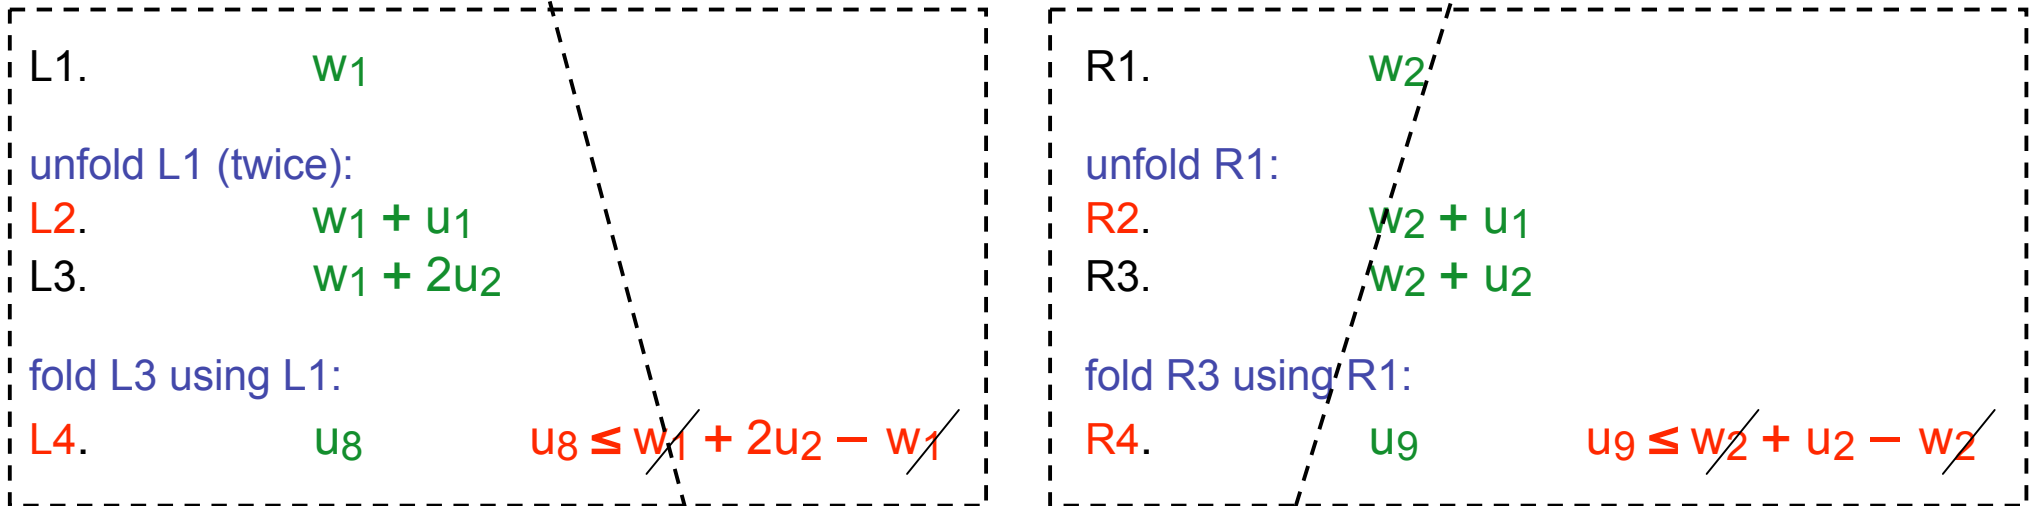 L1. w1
unfold L1 (twice):
L2. w1 + u1
L3. w1 + 2u2
fold L3 using L1:
L4. u8 u8 ≤ w1 + 2u2 − w1
R1. w2
unfold R1:
R2. w2 + u1
R3. w2 + u2
fold R3 using R1:
R4. u9 u9 ≤ w2 + u2 − w2